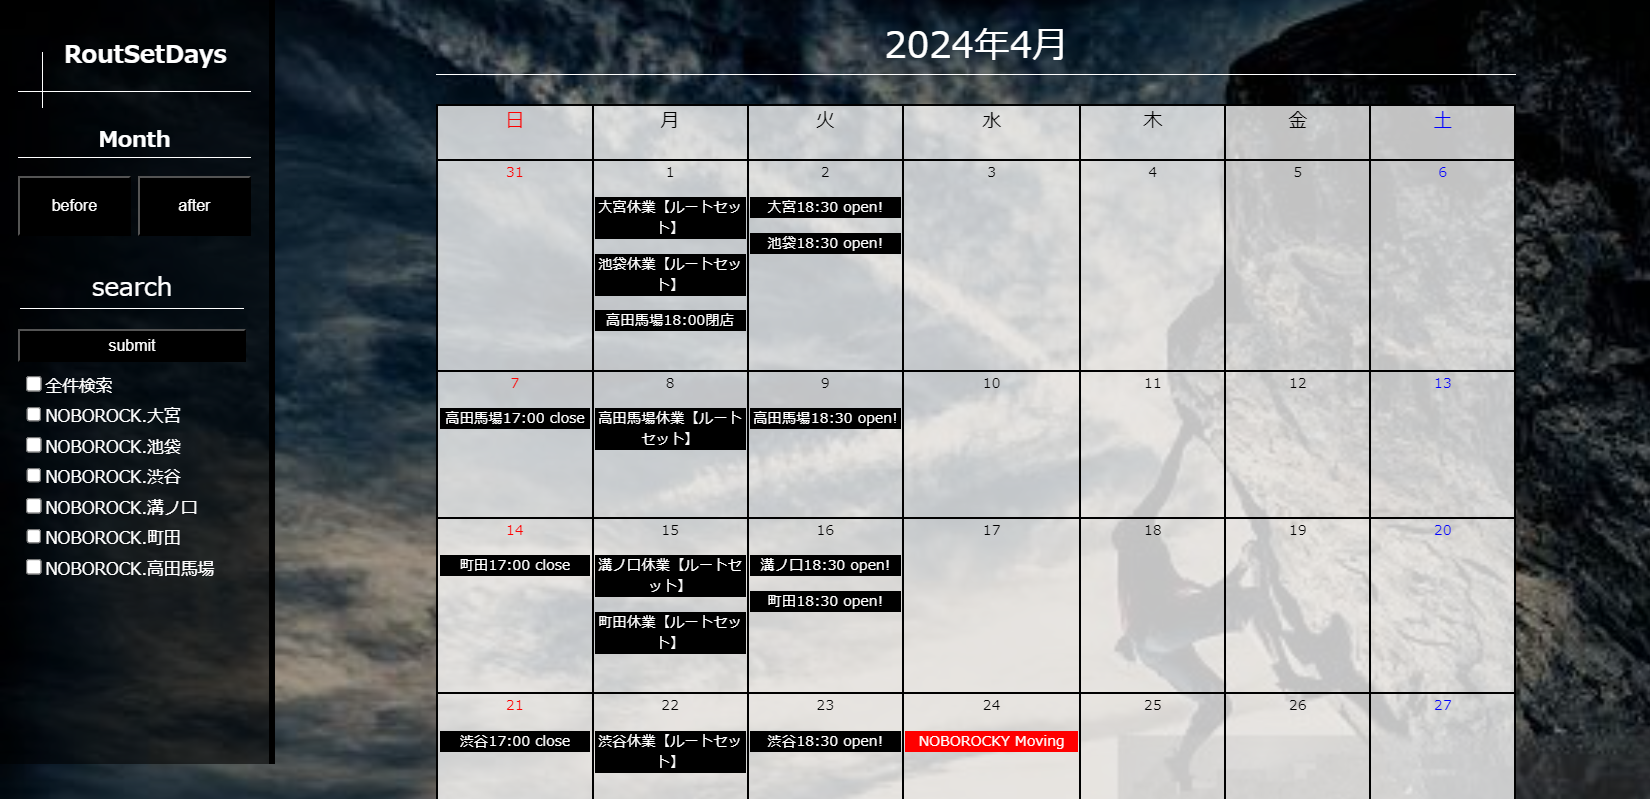 RoutSetDays
Month
before after
search
submit
全件検索
NOBOROCK.大宮
NOBOROCK.池袋
NOBOROCK.渋谷
NOBOROCK.溝ノ口
NOBOROCK.町田
NOBOROCK.高田馬場
2024年4月
日 月 火 水 木 金 土
31 1 2 3 4 5 6
大宮休業【ルートセッ
ト】
池袋休業【ルートセッ
ト】
高田馬場18:00閉店
大宮18:30 open!
池袋18:30 open!
7 8 9 10 11 12 13
高田馬場17:00 close
高田馬場休業【ルート
セット】
高田馬場18:30 open!
14 15 16 17 18 19 20
町田17:00 close
溝ノ口休業【ルートセ
ット】
町田休業【ルートセッ
ト】
溝ノ口18:30 open!
町田18:30 open!
21 22 23 24 25 26 27
渋谷17:00 close
渋谷休業【ルートセッ
ト】
渋谷18:30 open!
NOBOROCKY Moving